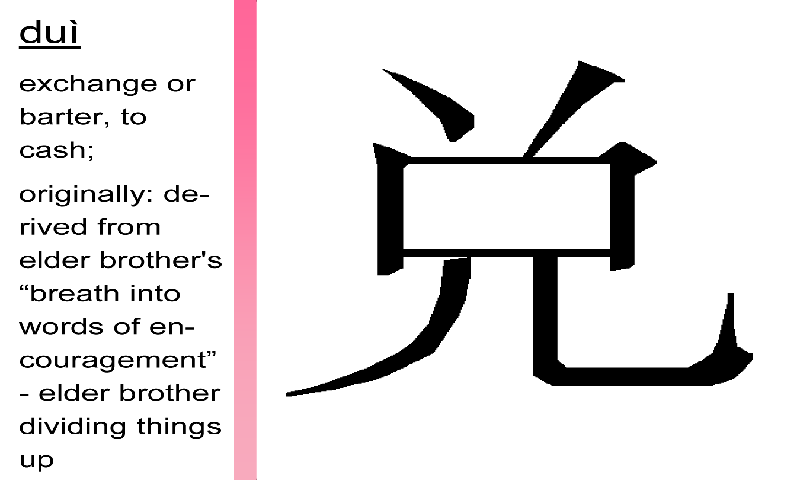 duì
exchange or
barter, to
cash;
originally: de-
rived from
elder brother's
“breath into
words of en-
couragement”
- elder brother
dividing things
up
兑